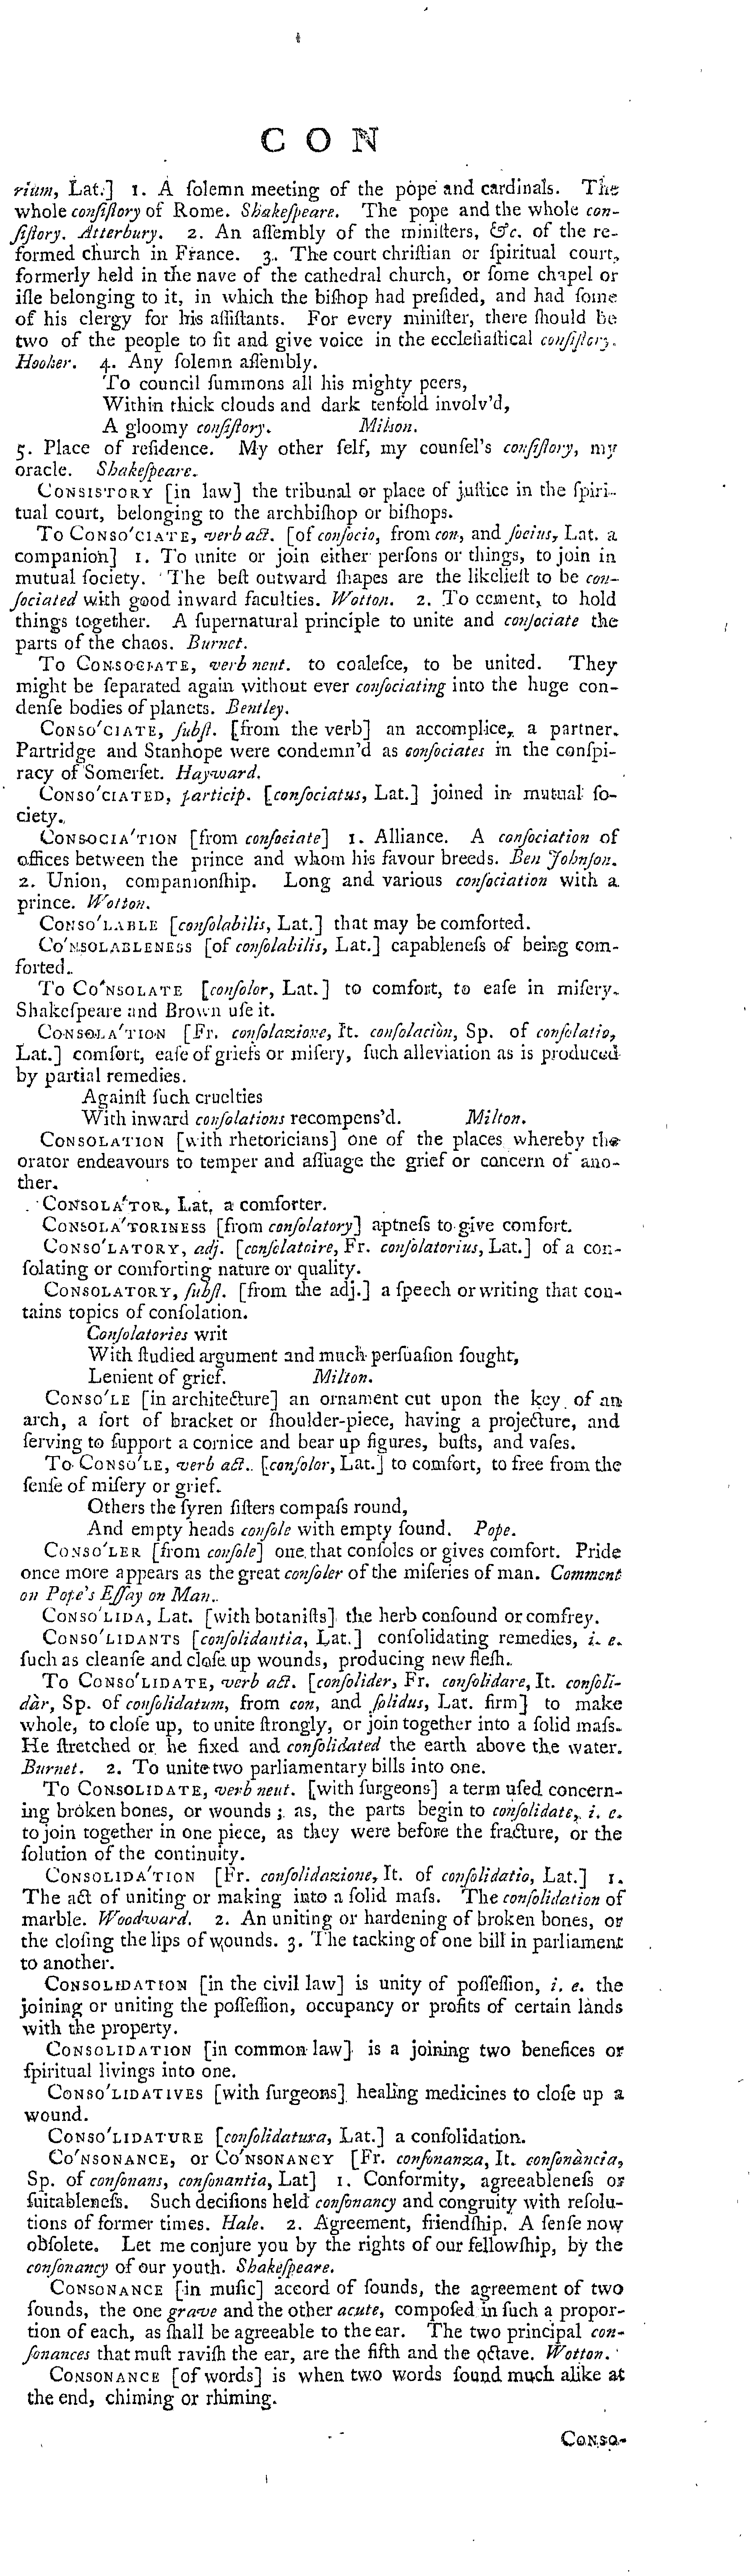 CON
rium, Lat.] 1. A ſolemn meeting of the pope and cardinals. The
whole conſiſtory of Rome. Shakeſpeare. The pope and the whole con-
ſiſtory. Atterbury. 2. An aſſembly of the miniſters, &c. of the re-
formed church in France. 3. The court chriſtian or ſpiritual court,
formerly held in the nave of the cathedral church, or ſome chapel or
iſle belonging to it, in which the biſhop had preſided, and had ſome
of his clergy for his aſſiſtants. For every miniſter, there ſhould be
two of the people to ſit and give voice in the eccleſiaſtical conſiſtory.
Hooker. 4. Any ſolemn aſſembly.
To council ſummons all his mighty peers,
Within thick clouds and dark tenfold involv'd,
A gloomy conſiſtory. Milton.
5. Place of reſidence. My other ſelf, my counſel's conſiſtory, my
oracle. Shakeſpeare.
CONSISTORY [in law] the tribunal or place of juſtice in the ſpiri-
tual court, belonging to the archbiſhop or biſhops.
To CONSO'CIATE, verb act. [of conſocio, from con, and ſocius, Lat. a
companion] 1. To unite or join either perſons or things, to join in
mutual ſociety. The beſt outward ſhapes are the likelieſt to be con-
ſociated with good inward faculties. Wotton. 2. To cement, to hold
things together. A ſupernatural principle to unite and conſociate the
parts of the chaos. Burnet.
To CONSOCIATE, verb neut. to coaleſce, to be united. They
might be ſeparated again without ever conſociating into the huge con-
denſe bodies of planets. Bentley.
CONSO'CIATE, ſubſt. [from the verb] an accomplice, a partner.
Partridge and Stanhope were condemn'd as conſociates in the conſpi-
racy of Somerſet. Hayward.
CONSO'CIATED, particip. [conſociatus, Lat.] joined in mutual ſo-
ciety.
CONSOCIA'TION [from conſociate] 1. Alliance. A conſociation of
offices between the prince and whom his favour breeds. Ben Johnſon.
2. Union, companionſhip. Long and various conſociation with a
prince. Wotton.
CONSO'LABLE [conſolabilis, Lat.] that may be comforted.
CO'NSOLABLENESS [of conſolabilis, Lat.] capableneſs of being com-
forted.
To CO'NSOLATE [conſolor, Lat.] to comfort, to eaſe in miſery.
Shakeſpeare and Brown uſe it.
CONSOLA'TION [Fr. conſolazione, It. conſolaciòn, Sp. of conſolatio,
Lat.] comfort, eaſe of griefs or miſery, ſuch alleviation as is produced
by partial remedies.
Againſt ſuch cruelties
With inward conſolations recompens'd. Milton.
CONSOLATION [with rhetoricians] one of the places whereby the
orator endeavours to temper and aſſuage the grief or concern of ano-
ther.
CONSOLA'TOR, Lat. a comforter.
CONSOLA'TORINESS [from conſolatory] aptneſs to give comfort.
CONSO'LATORY, adj. [conſolatoire, Fr. conſolatorius, Lat.] of a con-
ſolating or comforting nature or quality.
CONSOLATORY, ſubſt. [from the adj.] a ſpeech or writing that con-
tains topics of conſolation.
Conſolatories writ
With ſtudied argument and much perſuaſion ſought,
Lenient of grief. Milton.
CONSO'LE [in architecture] an ornament cut upon the key of an
arch, a ſort of bracket or ſhoulder-piece, having a projecture, and
ſerving to ſupport a cornice and bear up figures, buſts, and vaſes.
To CONSO'LE, verb act. [conſolor, Lat.] to comfort, to free from the
ſenſe of miſery or grief.
Others the ſyren ſiſters compaſs round,
And empty heads conſole with empty ſound. Pope.
CONSO'LER [from conſole] one that conſoles or gives comfort. Pride
once more appears as the great conſoler of the miſeries of man. Comment
on Pope's Eſſay on Man.
CONSO'LIDA, Lat. [with botaniſts] the herb conſound or comfrey.
CONSO'LIDANTS [conſolidantia, Lat.] conſolidating remedies, i. e.
ſuch as cleanſe and cloſe up wounds, producing new fleſh.
To CONSO'LIDATE, verb act. [conſolider, Fr. conſolidare, It. conſoli-
dàr, Sp. of conſolidatum, from con, and ſolidus, Lat. firm] to make
whole, to cloſe up, to unite ſtrongly, or join together into a ſolid maſs.
He ſtretched or he fixed and conſolidated the earth above the water.
Burnet. 2. To unite two parliamentary bills into one.
To CONSOLIDATE, verb neut. [with ſurgeons] a term uſed concern-
ing broken bones, or wounds; as, the parts begin to conſolidate, i. e.
to join together in one piece, as they were before the fracture, or the
ſolution of the continuity.
CONSOLIDA'TION [Fr. conſolidazione, It. of conſolidatio, Lat.] 1.
The act of uniting or making into a ſolid maſs. The conſolidation of
marble. Woodward. 2. An uniting or hardening of broken bones, or
the cloſing the lips of wounds. 3. The tacking of one bill in parliament
to another.
CONSOLIDATION [in the civil law] is unity of poſſeſſion, i. e. the
joining or uniting the poſſeſſion, occupancy or profits of certain lands
with the property.
CONSOLIDATION [in common law] is a joining two benefices or
ſpiritual livings into one.
CONSO'LIDATIVES [with ſurgeons] healing medicines to cloſe up a
wound.
CONSO'LIDATURE [conſolidatura, Lat.] a conſolidation.
CO'NSONANCE, or CO'NSONANCY [Fr. conſonanza, It. conſonància,
Sp. of conſonans, conſonantia, Lat] 1. Conformity, agreeableneſs or
ſuitableneſs. Such deciſions held conſonancy and congruity with reſolu-
tions of former times. Hale. 2. Agreement, friendſhip. A ſenſe now
obſolete. Let me conjure you by the rights of our fellowſhip, by the
conſonancy of our youth. Shakeſpeare.
CONSONANCE [in muſic] accord of ſounds, the agreement of two
ſounds, the one grave and the other acute, compoſed in ſuch a propor-
tion of each, as ſhall be agreeable to the ear. The two principal con-
ſonances that muſt raviſh the ear, are the fifth and the octave. Wotton.
CONSONANCE [of words] is when two words ſound much alike at
the end, chiming or rhiming.
CONSO-